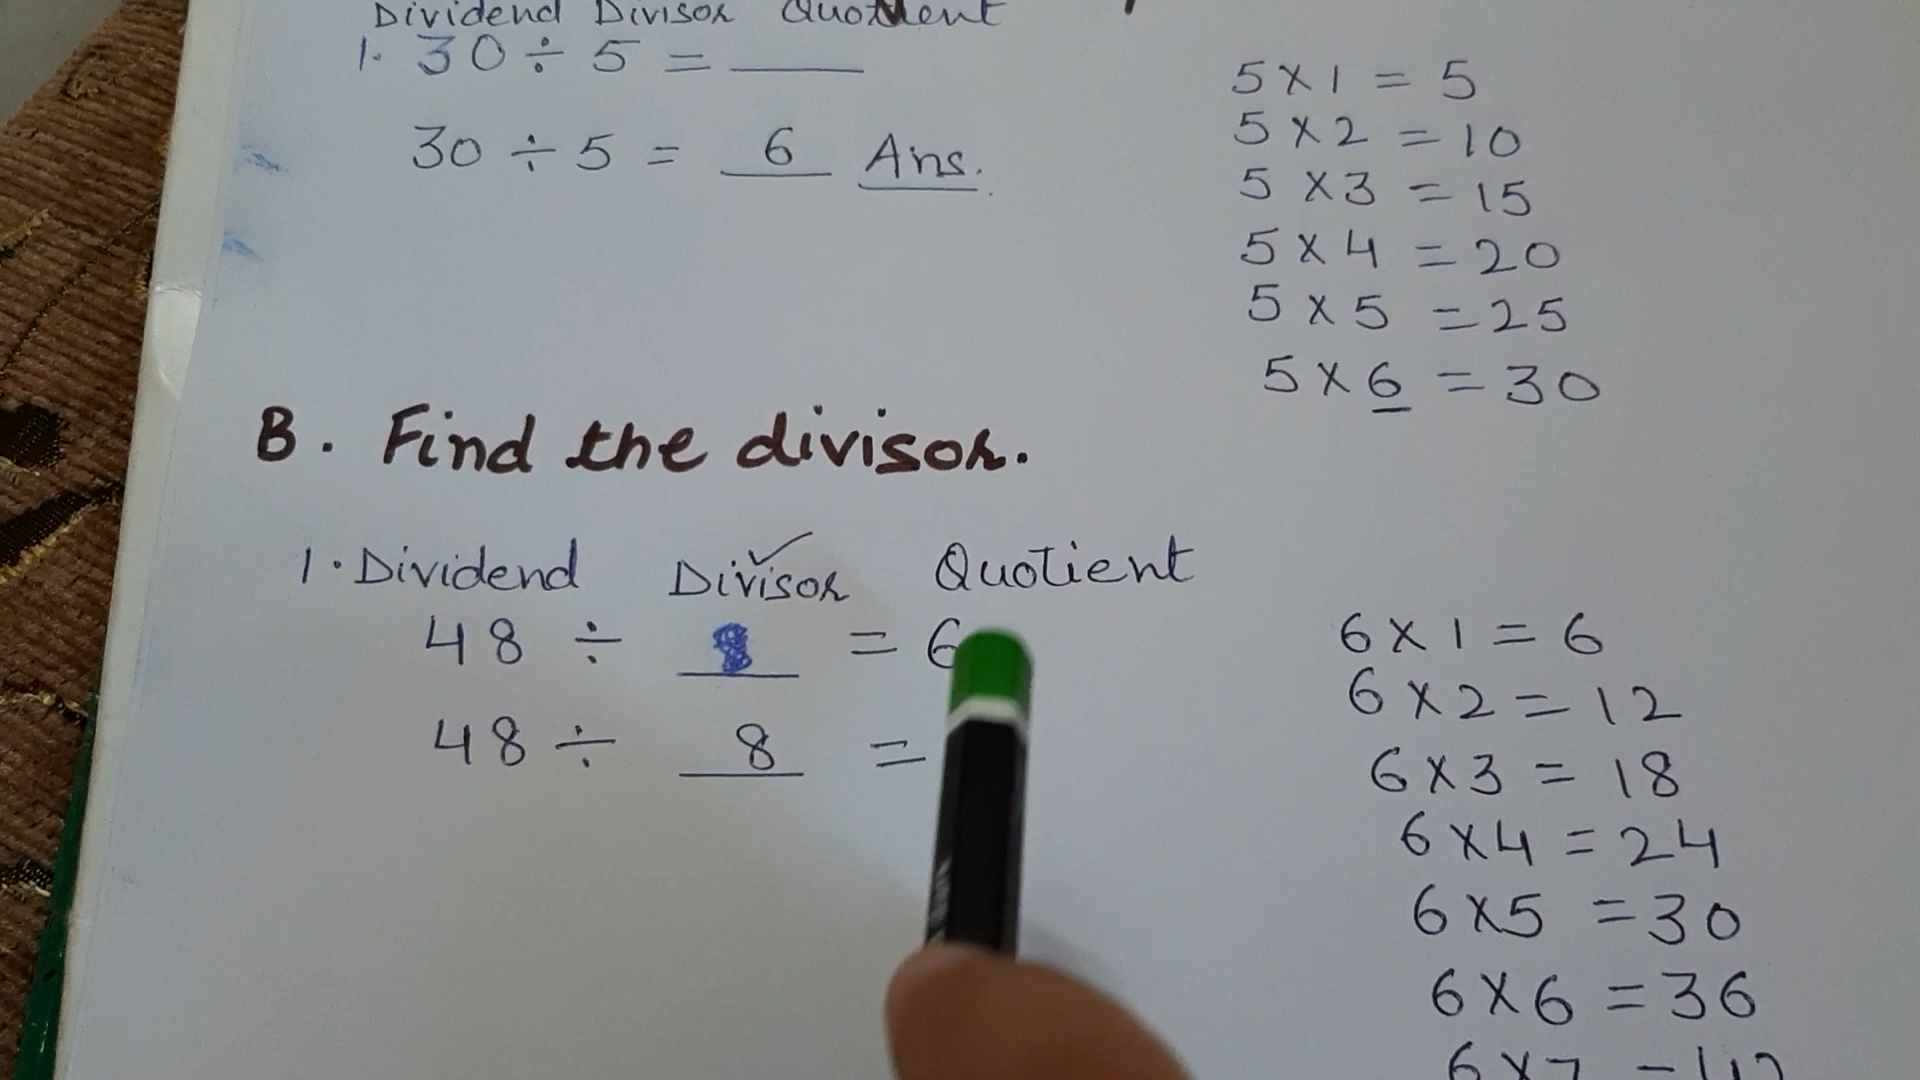 Dividend Divisor Quotient
1. 30 ÷ 5 = ____
30 ÷ 5 = 6 Ans.
5 × 1 = 5
5 × 2 = 10
5 × 3 = 15
5 × 4 = 20
5 × 5 = 25
5 × 6 = 30
B. Find the divisor.
1. Dividend Divisor ✓ Quotient
48 ÷ 8 = 6
48 ÷ 8 =
6 × 1 = 6
6 × 2 = 12
6 × 3 = 18
6 × 4 = 24
6 × 5 = 30
6 × 6 = 36
6 × 7 = 42